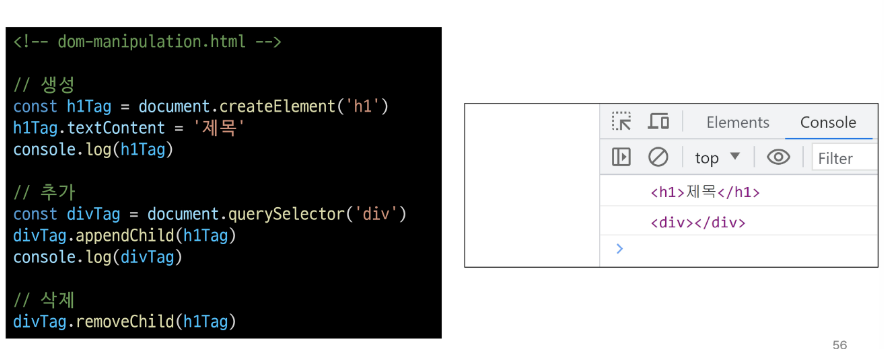 <!-- dom-manipulation.html -->
// 생성
const h1Tag = document.createElement('h1')
h1Tag.textContent = '제목'
console.log(h1Tag)
// 추가
const divTag = document.querySelector('div')
divTag.appendChild(h1Tag)
console.log(divTag)
// 삭제
divTag.removeChild(h1Tag)
Elements Console
top Filter
<h1>제목</h1>
<div></div>
>
56